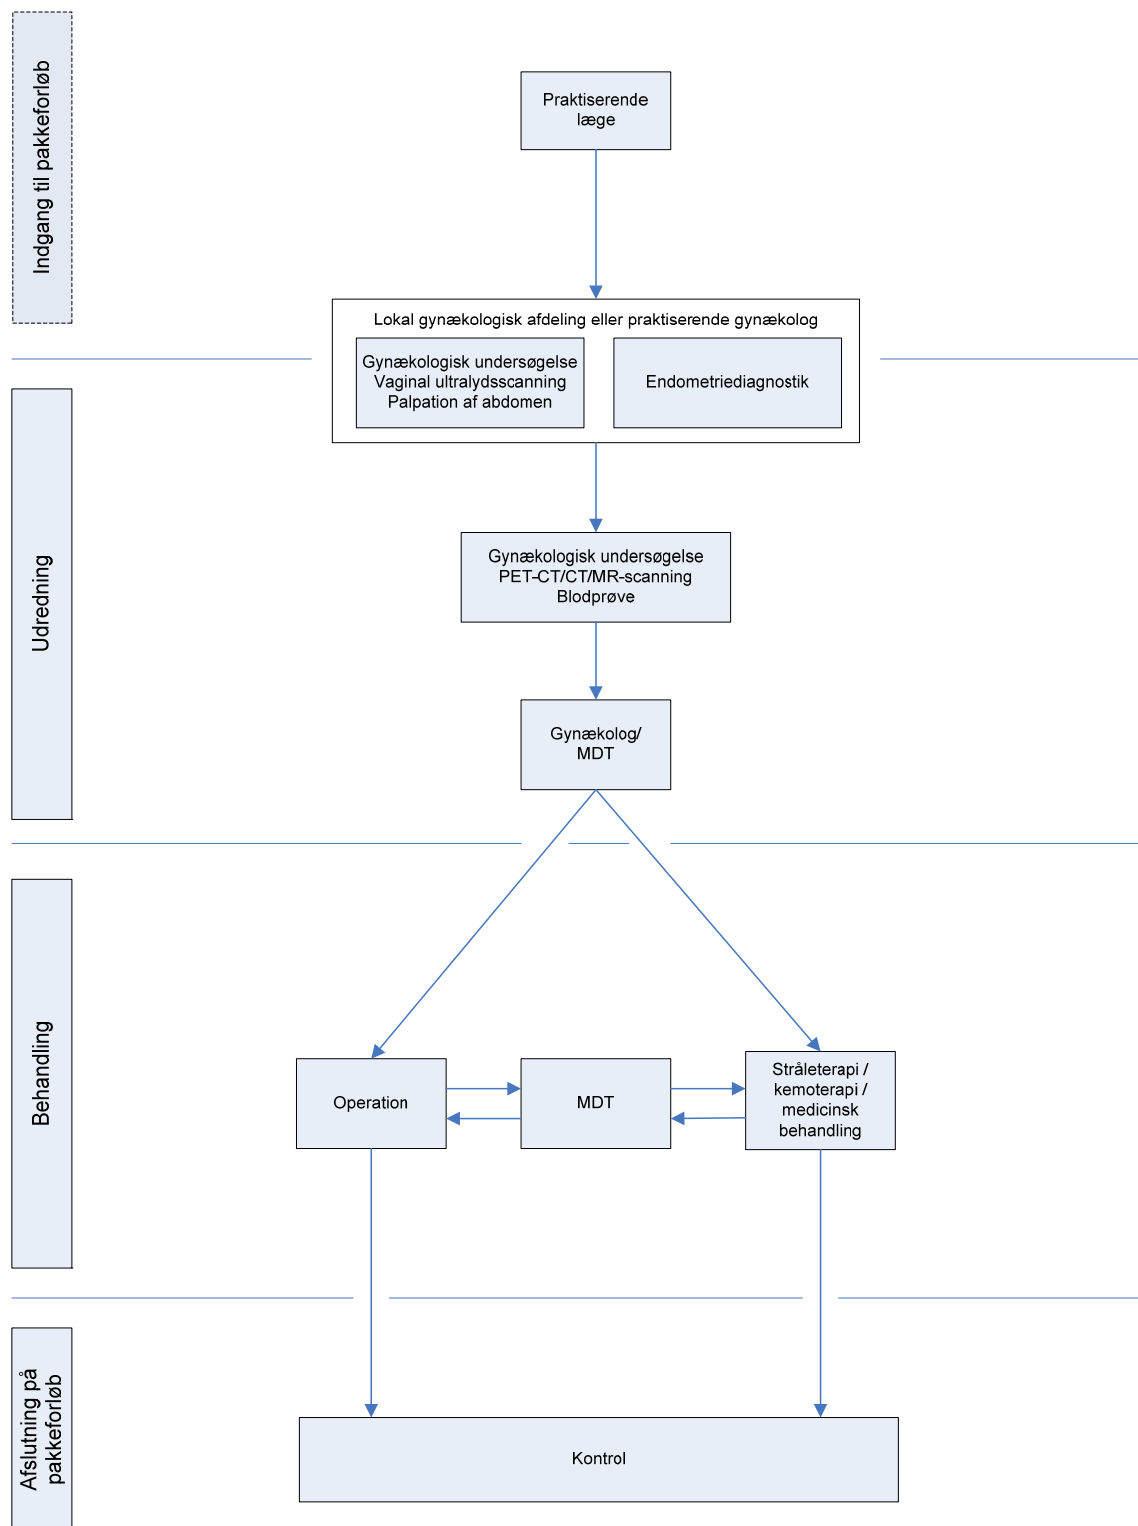 Indgang til pakkeforløb
Praktiserende
læge
Lokal gynækologisk afdeling eller praktiserende gynækolog
Gynækologisk undersøgelse
Vaginal ultralydsscanning
Palpation af abdomen
Endometriediagnostik
Udredning
Gynækologisk undersøgelse
PET-CT/CT/MR-scanning
Blodprøve
Gynækolog/
MDT
Behandling
Operation
MDT
Stråleterapi /
kemoterapi /
medicinsk
behandling
Afslutning på
pakkeforløb
Kontrol